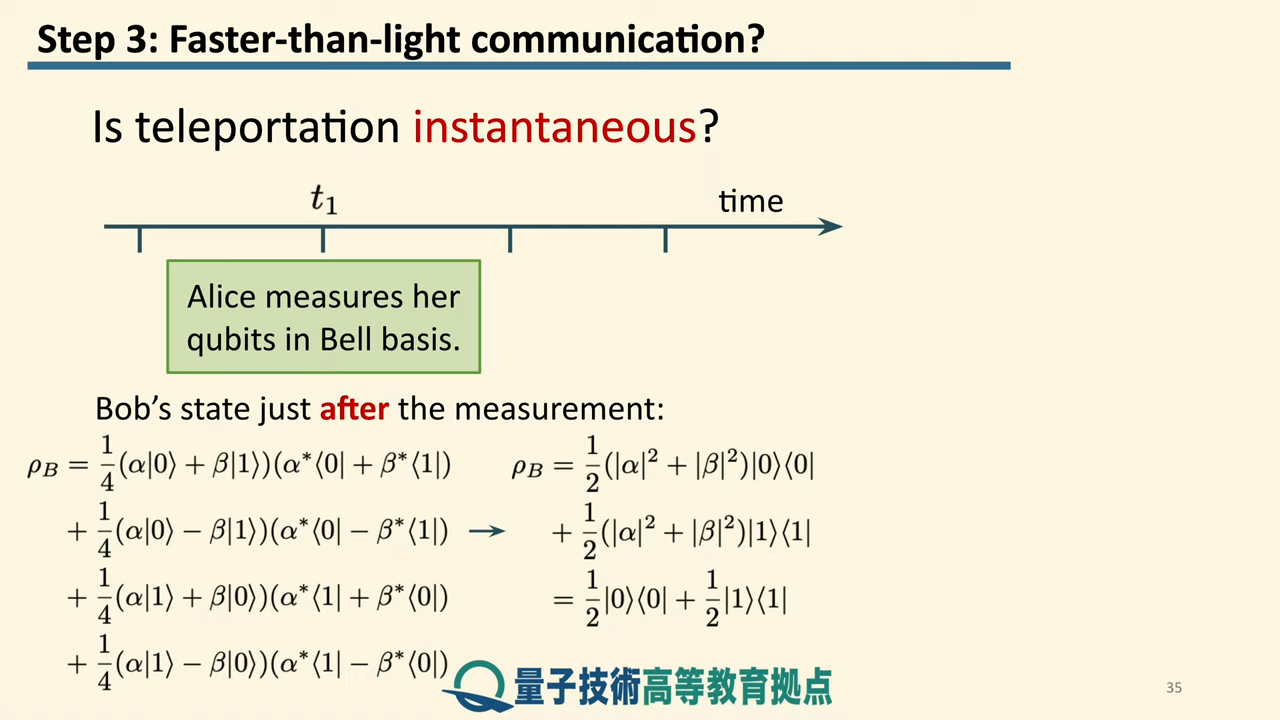 Step 3: Faster-than-light communication?
Is teleportation instantaneous?
t₁
time
Alice measures her
qubits in Bell basis.
Bob's state just after the measurement:
ρ_B = 1/4 (α|0⟩ + β|1⟩)(α*⟨0| + β*⟨1|)
+ 1/4 (α|0⟩ − β|1⟩)(α*⟨0| − β*⟨1|) →
+ 1/4 (α|1⟩ + β|0⟩)(α*⟨1| + β*⟨0|)
+ 1/4 (α|1⟩ − β|0⟩)(α*⟨1| − β*⟨0|)
ρ_B = 1/2 (|α|² + |β|²)|0⟩⟨0|
+ 1/2 (|α|² + |β|²)|1⟩⟨1|
= 1/2 |0⟩⟨0| + 1/2 |1⟩⟨1|
量子技術高等教育拠点
35